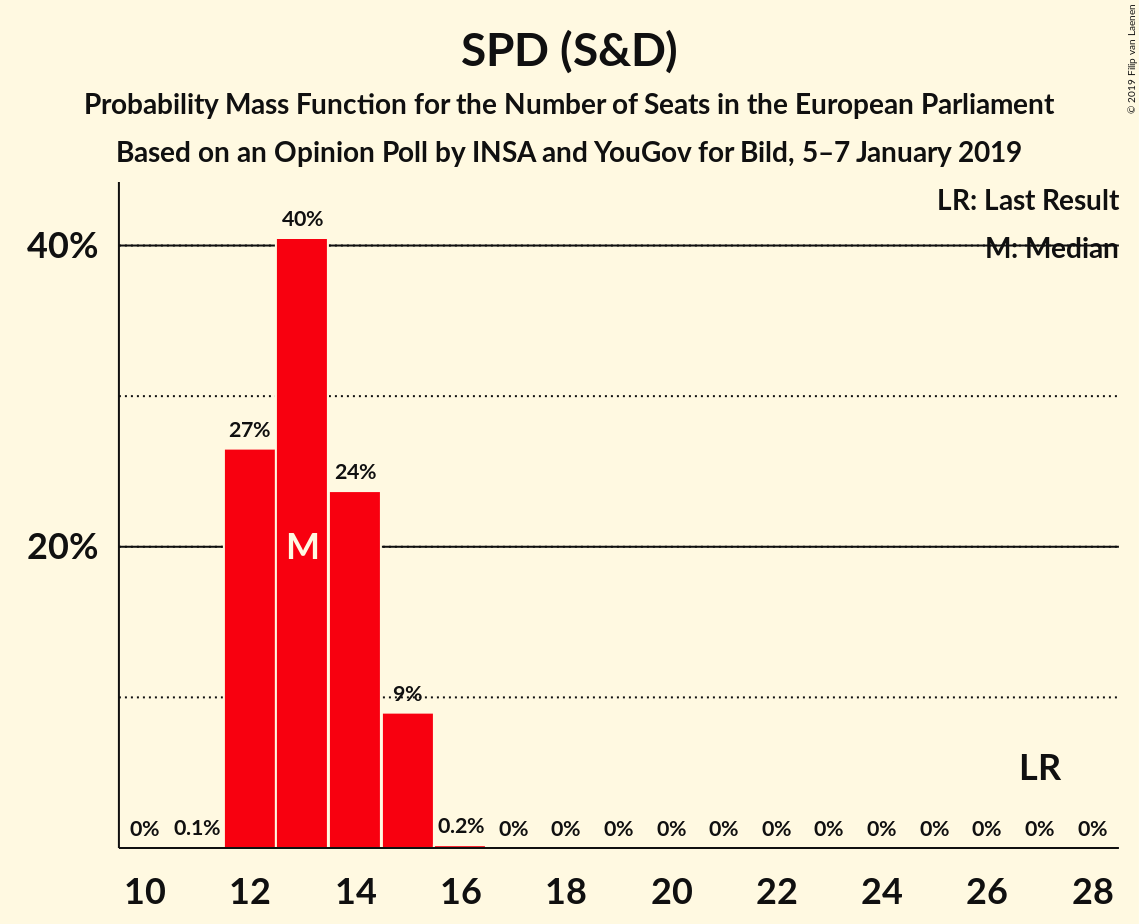 SPD (S&D)
Probability Mass Function for the Number of Seats in the European Parliament
Based on an Opinion Poll by INSA and YouGov for Bild, 5–7 January 2019
© 2019 Filip van Laenen
LR: Last Result
M: Median
40%
20%
0%
0.1%
27%
40%
24%
9%
0.2%
0%
0%
0%
0%
0%
0%
0%
0%
0%
0%
0%
0%
M
LR
10 12 14 16 18 20 22 24 26 28